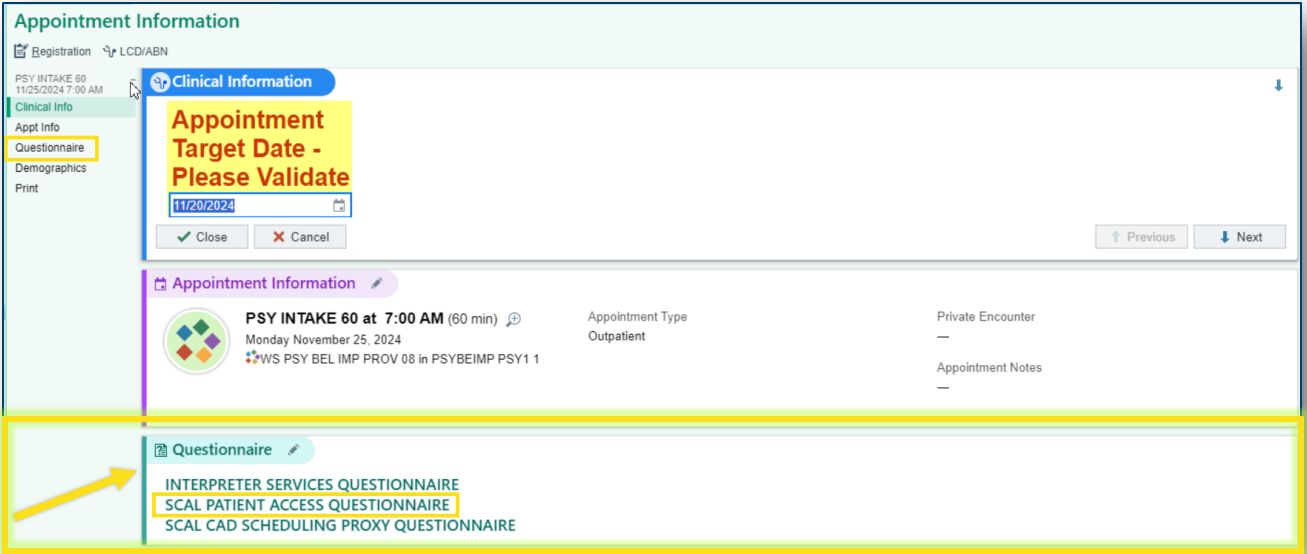 Appointment Information
Registration LCD/ABN
PSY INTAKE 60
11/25/2024 7:00 AM
Clinical Info
Appt Info
Questionnaire
Demographics
Print
Clinical Information
Appointment
Target Date -
Please Validate
11/20/2024
Close Cancel Previous Next
Appointment Information
PSY INTAKE 60 at 7:00 AM (60 min)
Monday November 25, 2024
WS PSY BEL IMP PROV 08 in PSYBEIMP PSY1 1
Appointment Type
Outpatient
Private Encounter
—
Appointment Notes
—
Questionnaire
INTERPRETER SERVICES QUESTIONNAIRE
SCAL PATIENT ACCESS QUESTIONNAIRE
SCAL CAD SCHEDULING PROXY QUESTIONNAIRE